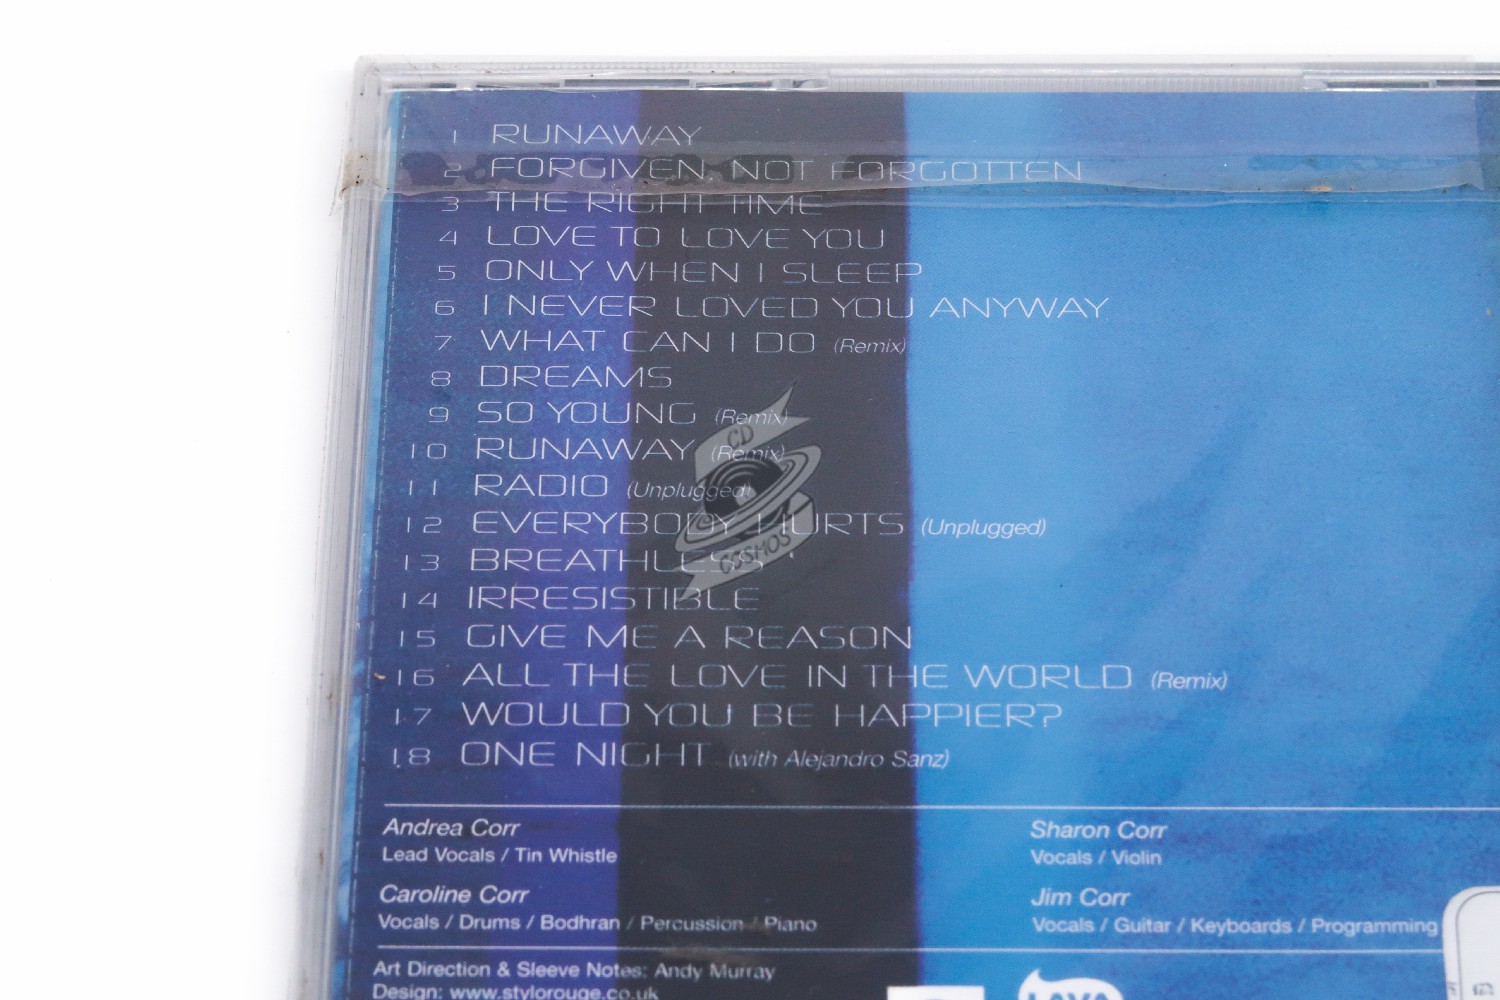 1 RUNAWAY
2 FORGIVEN, NOT FORGOTTEN
3 THE RIGHT TIME
4 LOVE TO LOVE YOU
5 ONLY WHEN I SLEEP
6 I NEVER LOVED YOU ANYWAY
7 WHAT CAN I DO (Remix)
8 DREAMS
9 SO YOUNG (Remix)
10 RUNAWAY (Remix)
11 RADIO (Unplugged)
12 EVERYBODY HURTS (Unplugged)
13 BREATHLESS
14 IRRESISTIBLE
15 GIVE ME A REASON
16 ALL THE LOVE IN THE WORLD (Remix)
17 WOULD YOU BE HAPPIER?
18 ONE NIGHT (with Alejandro Sanz)
CD
COSMOS
Andrea Corr
Lead Vocals / Tin Whistle
Sharon Corr
Vocals / Violin
Caroline Corr
Vocals / Drums / Bodhran / Percussion / Piano
Jim Corr
Vocals / Guitar / Keyboards / Programming
Art Direction & Sleeve Notes: Andy Murray
Design: www.stylorouge.co.uk
LAVA